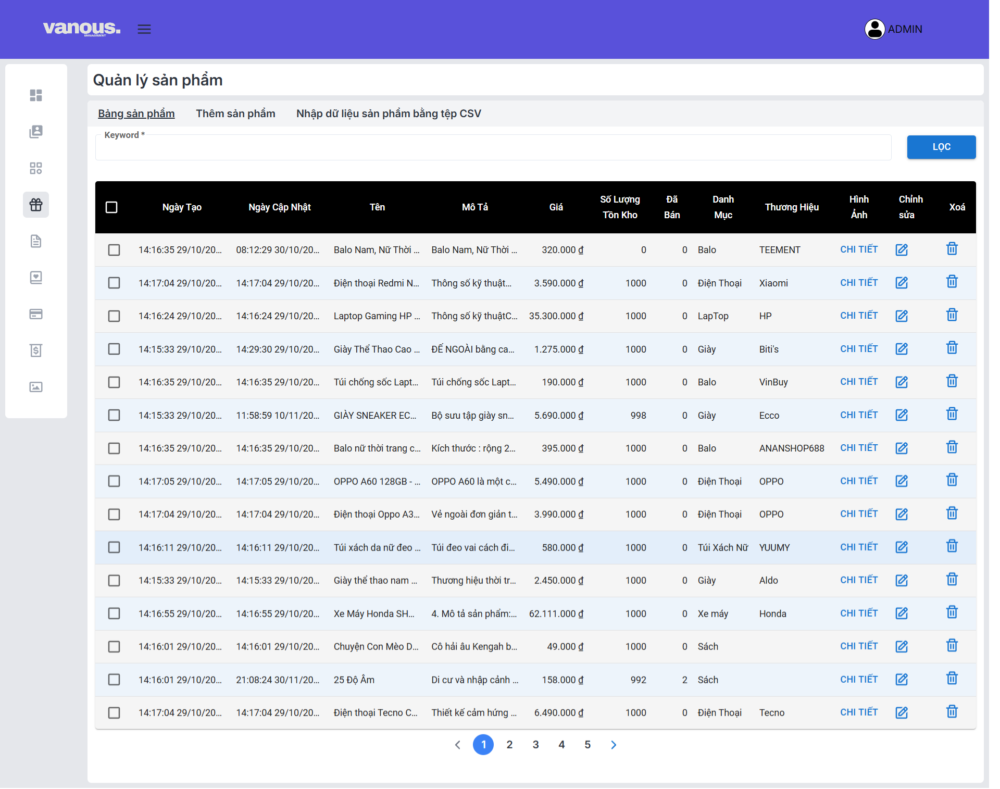 vanous.
MANAGEMENT
ADMIN
Quản lý sản phẩm
Bảng sản phẩm Thêm sản phẩm Nhập dữ liệu sản phẩm bằng tệp CSV
Keyword *
LỌC
Ngày Tạo Ngày Cập Nhật Tên Mô Tả Giá Số Lượng Tồn Kho Đã Bán Danh Mục Thương Hiệu Hình Ảnh Chỉnh sửa Xoá
14:16:35 29/10/20... 08:12:29 30/10/20... Balo Nam, Nữ Thời ... Balo Nam, Nữ Thời ... 320.000 ₫ 0 0 Balo TEEMENT CHI TIẾT
14:17:04 29/10/20... 14:17:04 29/10/20... Điện thoại Redmi N... Thông số kỹ thuật... 3.590.000 ₫ 1000 0 Điện Thoại Xiaomi CHI TIẾT
14:16:24 29/10/20... 14:16:24 29/10/20... Laptop Gaming HP ... Thông số kỹ thuậtC... 35.300.000 ₫ 1000 0 LapTop HP CHI TIẾT
14:15:33 29/10/20... 14:29:30 29/10/20... Giày Thể Thao Cao ... ĐẾ NGOÀI bằng ca... 1.275.000 ₫ 1000 0 Giày Biti's CHI TIẾT
14:16:35 29/10/20... 14:16:35 29/10/20... Túi chống sốc Lapt... Túi chống sốc Lapt... 190.000 ₫ 1000 0 Balo VinBuy CHI TIẾT
14:15:33 29/10/20... 11:58:59 10/11/20... GIÀY SNEAKER EC... Bộ sưu tập giày sn... 5.690.000 ₫ 998 0 Giày Ecco CHI TIẾT
14:16:35 29/10/20... 14:16:35 29/10/20... Balo nữ thời trang c... Kích thước : rộng 2... 395.000 ₫ 1000 0 Balo ANANSHOP688 CHI TIẾT
14:17:05 29/10/20... 14:17:05 29/10/20... OPPO A60 128GB - ... OPPO A60 là một c... 5.490.000 ₫ 1000 0 Điện Thoại OPPO CHI TIẾT
14:17:04 29/10/20... 14:17:04 29/10/20... Điện thoại Oppo A3... Vẻ ngoài đơn giản t... 3.990.000 ₫ 1000 0 Điện Thoại OPPO CHI TIẾT
14:16:11 29/10/20... 14:16:11 29/10/20... Túi xách da nữ đeo ... Túi đeo vai cách đi... 580.000 ₫ 1000 0 Túi Xách Nữ YUUMY CHI TIẾT
14:15:33 29/10/20... 14:15:33 29/10/20... Giày thể thao nam ... Thương hiệu thời tr... 2.450.000 ₫ 1000 0 Giày Aldo CHI TIẾT
14:16:55 29/10/20... 14:16:55 29/10/20... Xe Máy Honda SH... 4. Mô tả sản phẩm:... 62.111.000 ₫ 1000 0 Xe máy Honda CHI TIẾT
14:16:01 29/10/20... 14:16:01 29/10/20... Chuyện Con Mèo D... Cô hải âu Kengah b... 49.000 ₫ 1000 0 Sách CHI TIẾT
14:16:01 29/10/20... 21:08:24 30/11/20... 25 Độ Âm Di cư và nhập cảnh ... 158.000 ₫ 992 2 Sách CHI TIẾT
14:17:04 29/10/20... 14:17:04 29/10/20... Điện thoại Tecno C... Thiết kế cảm hứng ... 6.490.000 ₫ 1000 0 Điện Thoại Tecno CHI TIẾT
1 2 3 4 5